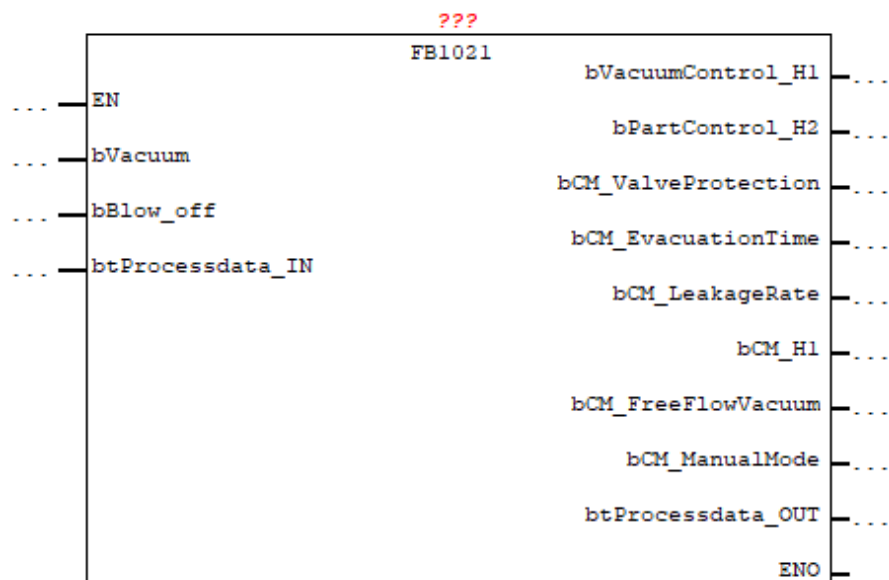 ???
FB1021
bVacuumControl_H1 ...
... EN
bPartControl_H2 ...
... bVacuum
bCM_ValveProtection ...
... bBlow_off
bCM_EvacuationTime ...
... btProcessdata_IN
bCM_LeakageRate ...
bCM_H1 ...
bCM_FreeFlowVacuum ...
bCM_ManualMode ...
btProcessdata_OUT ...
ENO